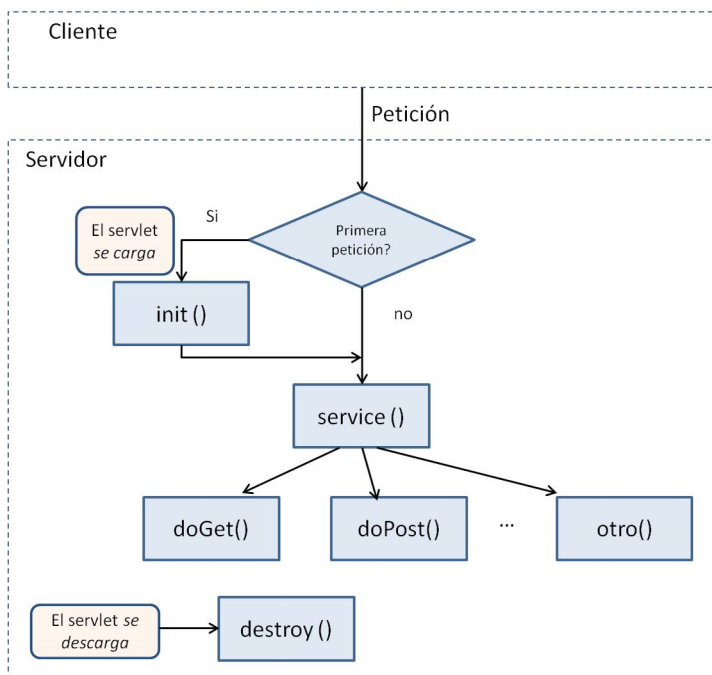 Cliente
Petición
Servidor
Si
El servlet
se carga
Primera
petición?
init ()
no
service ()
doGet()
doPost()
...
otro()
El servlet se
descarga
destroy ()